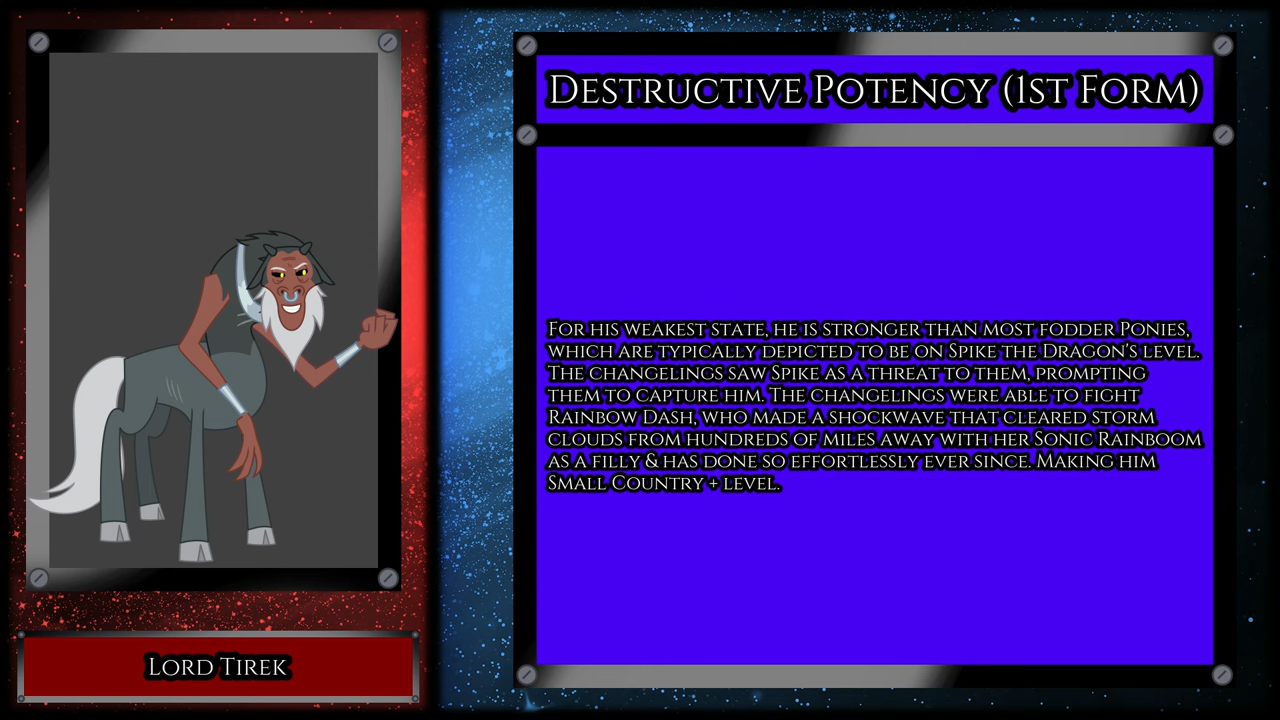 Destructive Potency (1st Form)
For his weakest state, he is stronger than most fodder Ponies,
which are typically depicted to be on Spike the Dragon's level.
The changelings saw Spike as a threat to them, prompting
them to capture him. The changelings were able to fight
Rainbow Dash, who made a shockwave that cleared storm
clouds from hundreds of miles away with her Sonic Rainboom
as a filly & has done so effortlessly ever since. Making him
Small Country + level.
Lord Tirek